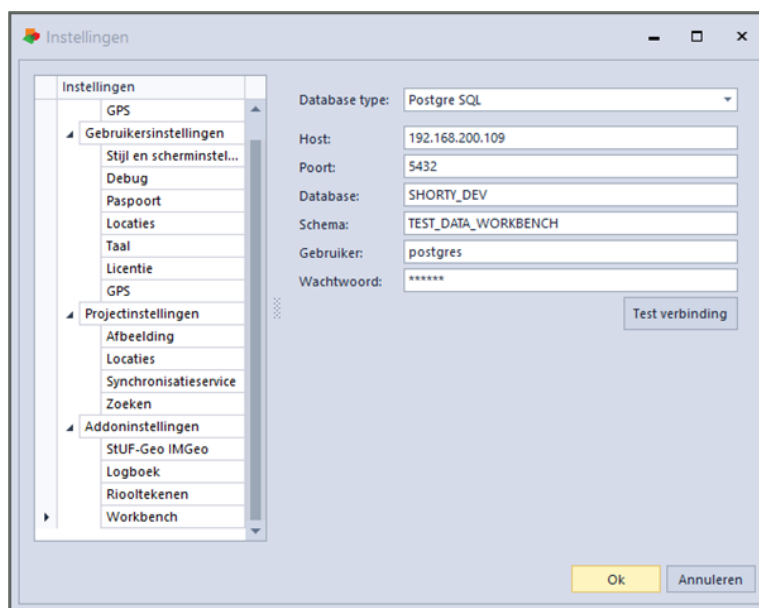 Instellingen
Instellingen
GPS
Gebruikersinstellingen
Stijl en scherminstel...
Debug
Paspoort
Locaties
Taal
Licentie
GPS
Projectinstellingen
Afbeelding
Locaties
Synchronisatieservice
Zoeken
Addoninstellingen
StUF-Geo IMGeo
Logboek
Riooltekenen
Workbench
Database type: Postgre SQL
Host: 192.168.200.109
Poort: 5432
Database: SHORTY_DEV
Schema: TEST_DATA_WORKBENCH
Gebruiker: postgres
Wachtwoord: ******
Test verbinding
Ok Annuleren